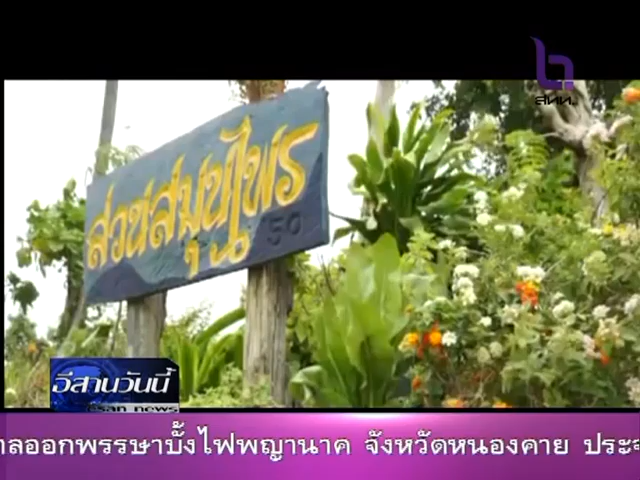 สทท.
สวนสมุนไพร
50
อีสานวันนี้
esan news
าลออกพรรษาบั้งไฟพญานาค จังหวัดหนองคาย ประจ